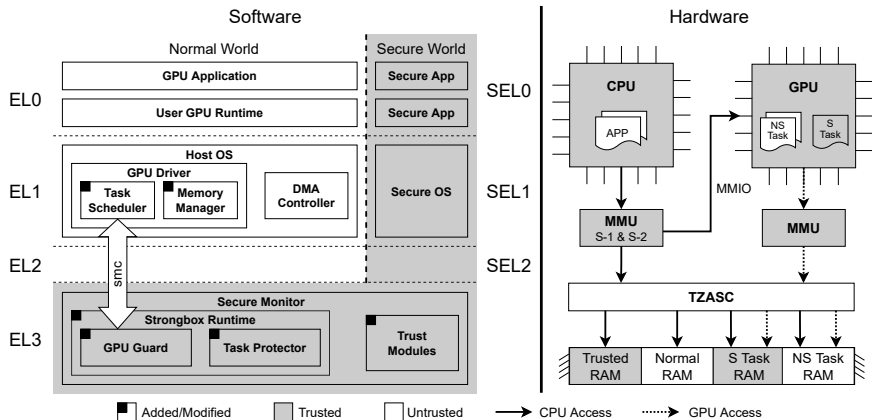 Software
Hardware
Normal World
Secure World
EL0
SEL0
GPU Application
Secure App
User GPU Runtime
Secure App
EL1
SEL1
Host OS
GPU Driver
Task
Scheduler
Memory
Manager
DMA
Controller
Secure OS
EL2
SEL2
smc
EL3
Secure Monitor
Strongbox Runtime
GPU Guard
Task Protector
Trust
Modules
CPU
APP
GPU
NS
Task
S
Task
MMIO
MMU
S-1 & S-2
MMU
TZASC
Trusted
RAM
Normal
RAM
S Task
RAM
NS Task
RAM
Added/Modified
Trusted
Untrusted
CPU Access
GPU Access